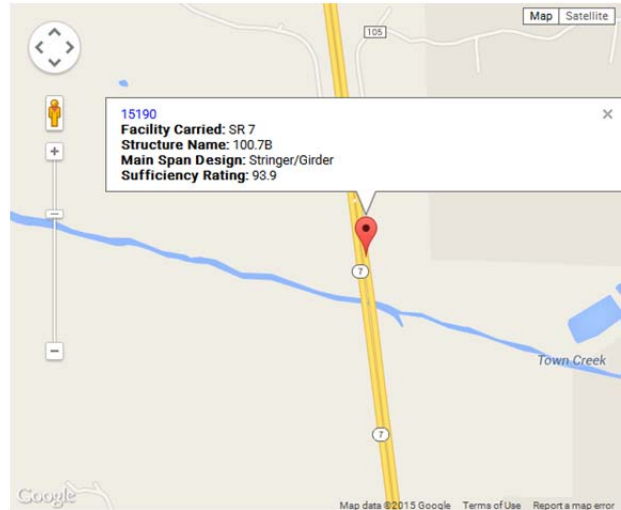 Map Satellite
105
15190
Facility Carried: SR 7
Structure Name: 100.7B
Main Span Design: Stringer/Girder
Sufficiency Rating: 93.9
7
Town Creek
7
Google
Map data ©2015 Google Terms of Use Report a map error